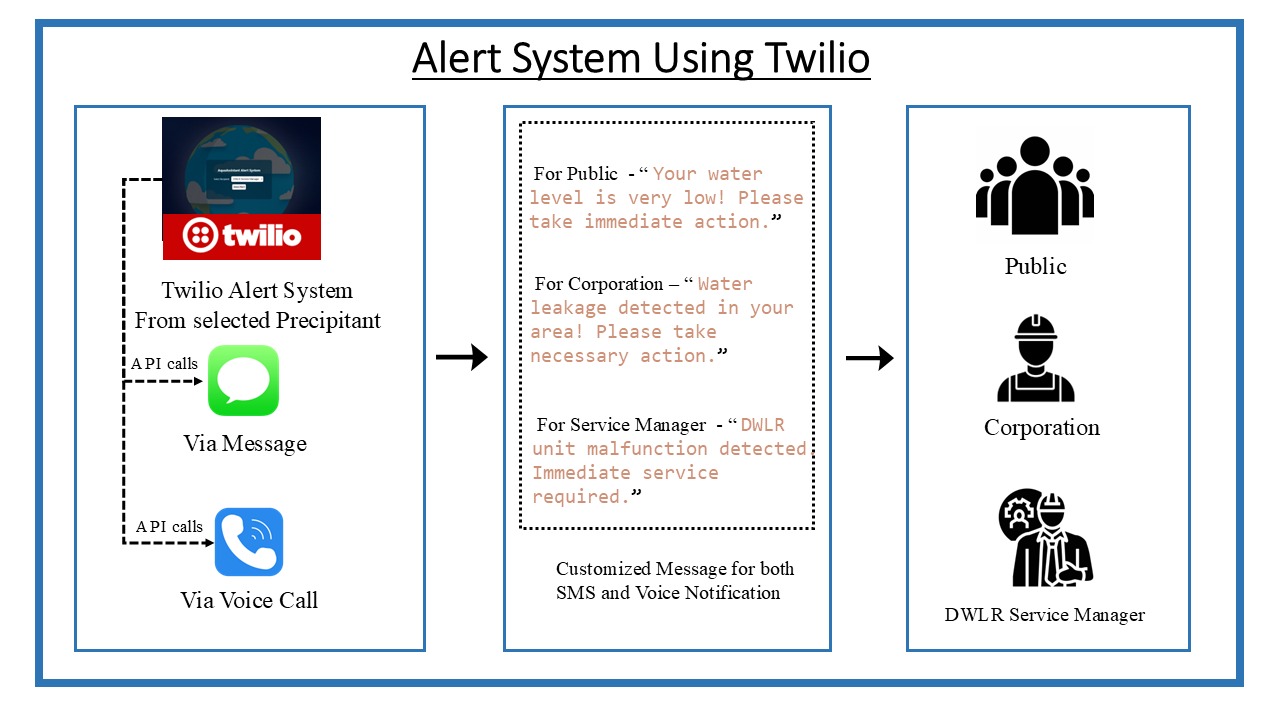 Alert System Using Twilio
twilio
Twilio Alert System
From selected Precipitant
API calls
Via Message
API calls
Via Voice Call
For Public - “ Your water
level is very low! Please
take immediate action.”
For Corporation – “ Water
leakage detected in your
area! Please take
necessary action.”
For Service Manager - “ DWLR
unit malfunction detected
Immediate service
required.”
Customized Message for both
SMS and Voice Notification
Public
Corporation
DWLR Service Manager